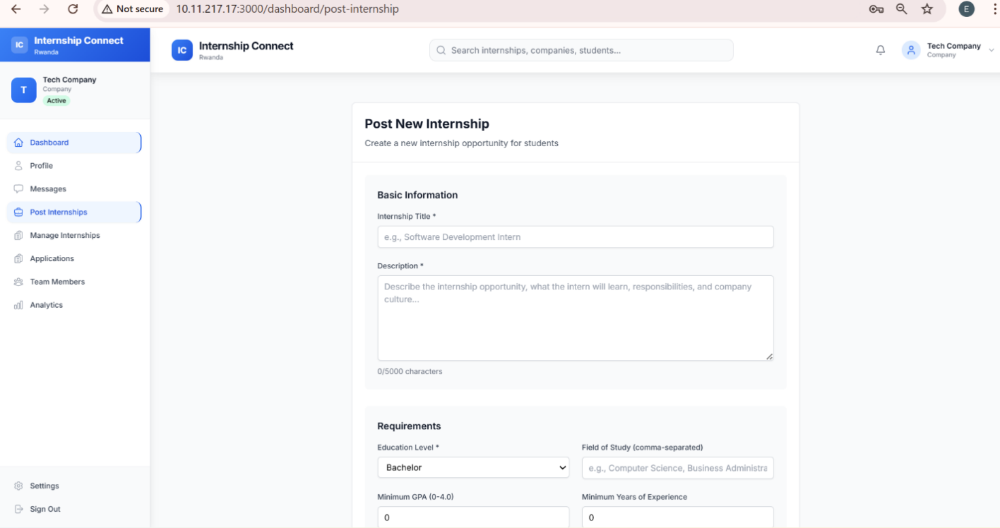 Not secure
10.11.217.17:3000/dashboard/post-internship
E
IC
Internship Connect
Rwanda
T
Tech Company
Company
Active
Dashboard
Profile
Messages
Post Internships
Manage Internships
Applications
Team Members
Analytics
Settings
Sign Out
IC
Internship Connect
Rwanda
Search internships, companies, students...
Tech Company
Company
Post New Internship
Create a new internship opportunity for students
Basic Information
Internship Title *
e.g., Software Development Intern
Description *
Describe the internship opportunity, what the intern will learn, responsibilities, and company
culture...
0/5000 characters
Requirements
Education Level *
Bachelor
Field of Study (comma-separated)
e.g., Computer Science, Business Administra
Minimum GPA (0-4.0)
0
Minimum Years of Experience
0